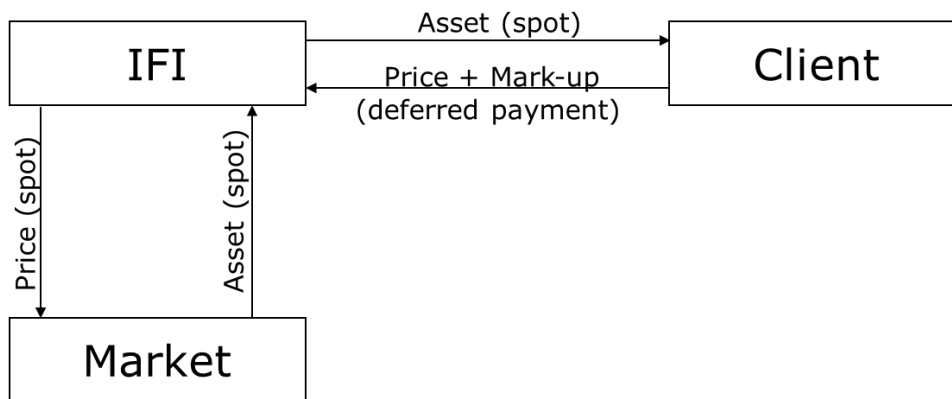 Asset (spot)
IFI
Client
Price + Mark-up
(deferred payment)
Price (spot)
Asset (spot)
Market